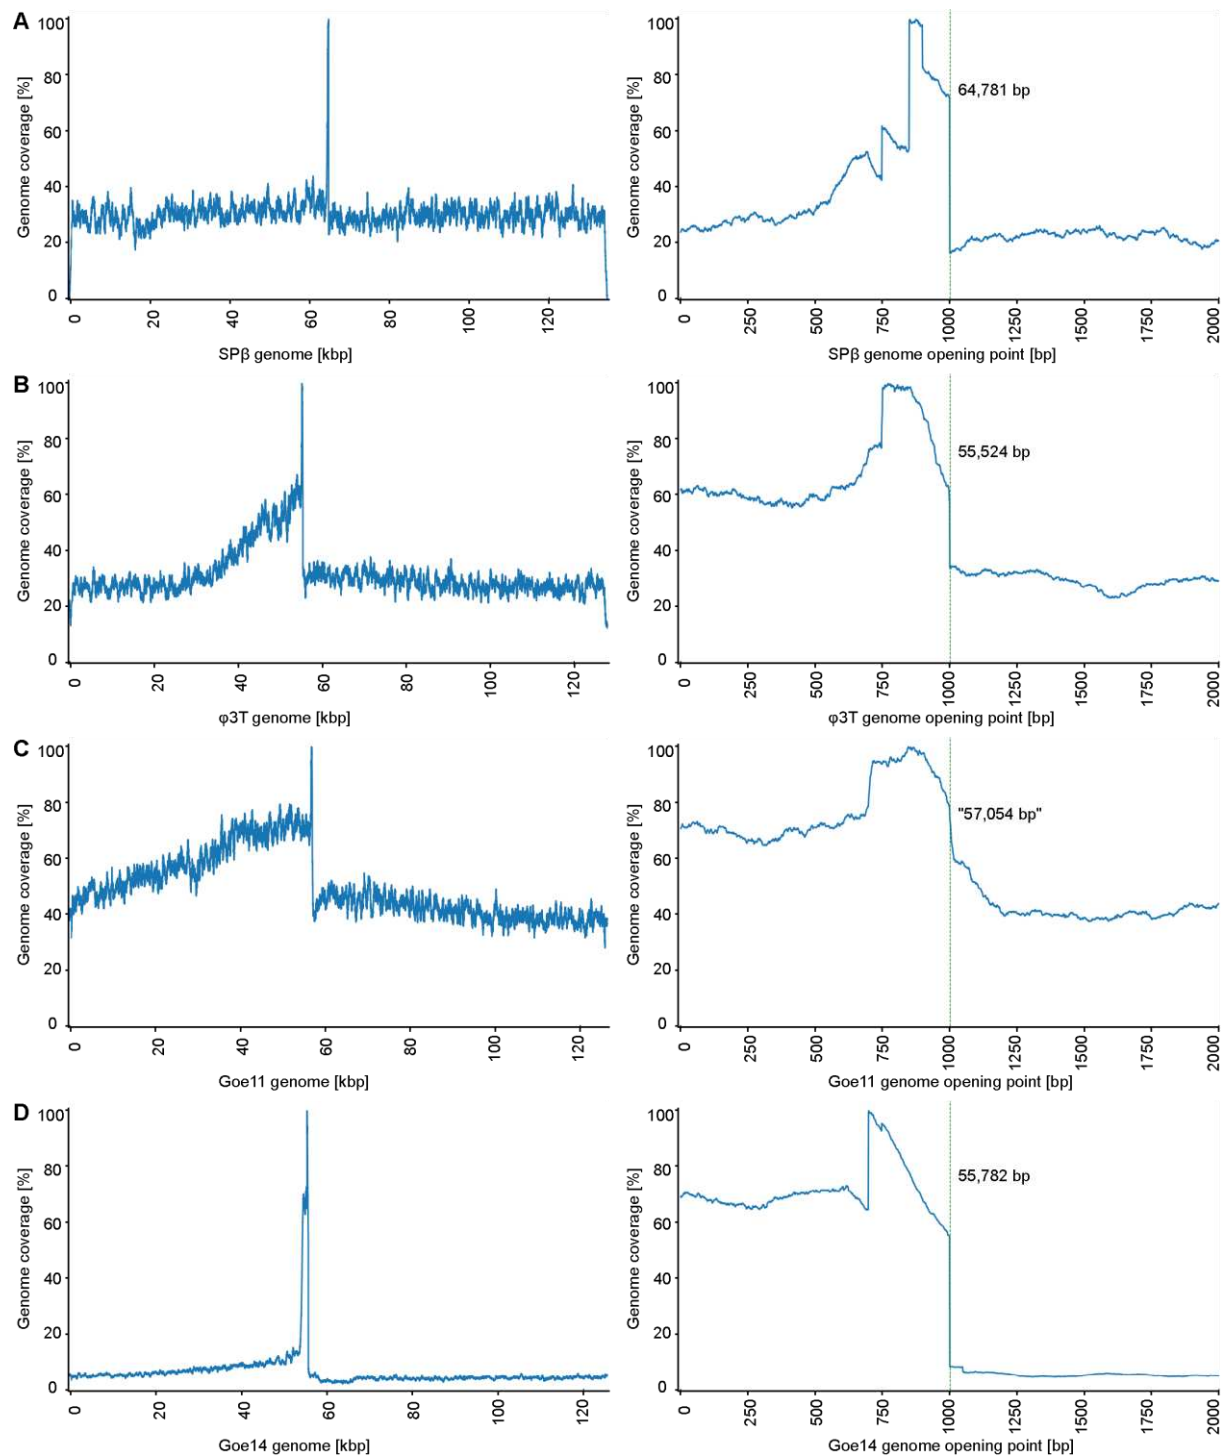 A
Genome coverage [%]
100
80
60
40
20
0
0 20 40 60 80 100 120
SPβ genome [kbp]
Genome coverage [%]
100
80
60
40
20
0
64,781 bp
0 250 500 750 1000 1250 1500 11750 2000
SPβ genome opening point [bp]
B
Genome coverage [%]
100
80
60
40
20
0
0 20 40 60 80 100 120
φ3T genome [kbp]
Genome coverage [%]
100
80
60
40
20
0
55,524 bp
0 250 500 750 1000 1250 1500 11750 2000
φ3T genome opening point [bp]
C
Genome coverage [%]
100
80
60
40
20
0
0 20 40 60 80 100 120
Goe11 genome [kbp]
Genome coverage [%]
100
80
60
40
20
0
"57,054 bp"
0 250 500 750 1000 1250 1500 11750 2000
Goe11 genome opening point [bp]
D
Genome coverage [%]
100
80
60
40
20
0
0 20 40 60 80 100 120
Goe14 genome [kbp]
Genome coverage [%]
100
80
60
40
20
0
55,782 bp
0 250 500 750 1000 1250 1500 11750 2000
Goe14 genome opening point [bp]